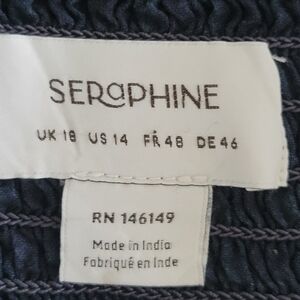 SERaPHINE
UK 18 US 14 FR 48 DE 46
RN 146149
Made in India
Fabriqué en Inde